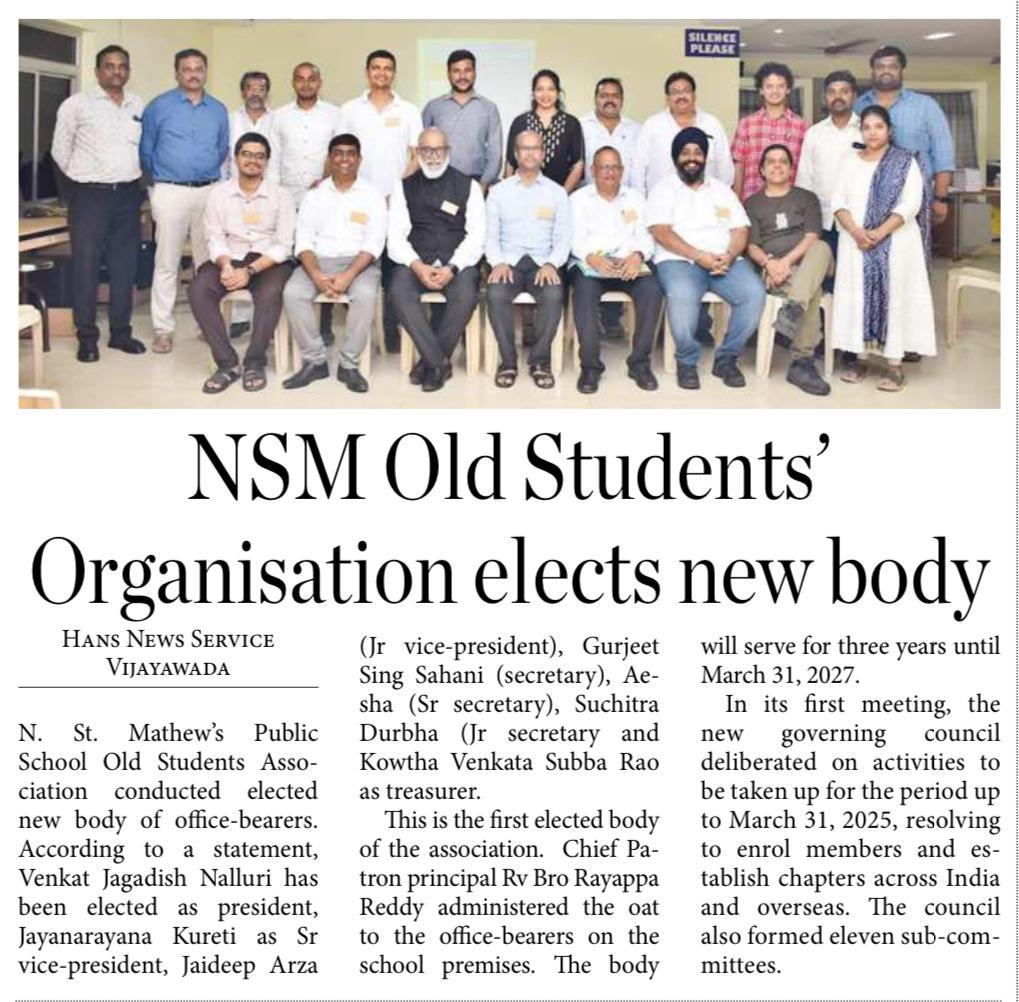 SILENCE
PLEASE
NSM Old Students’
Organisation elects new body
Hans News Service
Vijayawada
N. St. Mathew’s Public
School Old Students Asso-
ciation conducted elected
new body of office-bearers.
According to a statement,
Venkat Jagadish Nalluri has
been elected as president,
Jayanarayana Kureti as Sr
vice-president, Jaideep Arza
(Jr vice-president), Gurjeet
Sing Sahani (secretary), Ae-
sha (Sr secretary), Suchitra
Durbha (Jr secretary and
Kowtha Venkata Subba Rao
as treasurer.
This is the first elected body
of the association. Chief Pa-
tron principal Rv Bro Rayappa
Reddy administered the oat
to the office-bearers on the
school premises. The body
will serve for three years until
March 31, 2027.
In its first meeting, the
new governing council
deliberated on activities to
be taken up for the period up
to March 31, 2025, resolving
to enrol members and es-
tablish chapters across India
and overseas. The council
also formed eleven sub-com-
mittees.